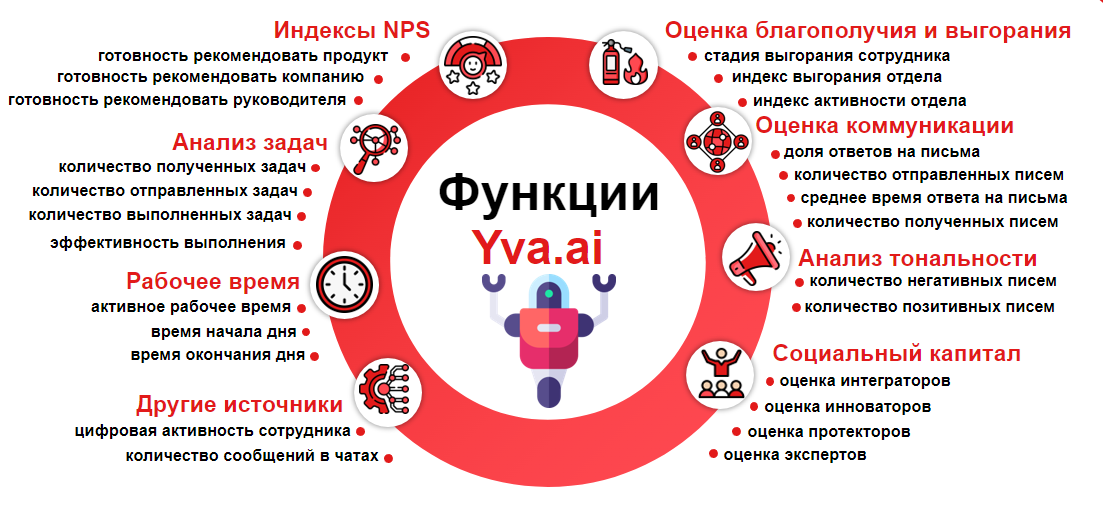 Функции
Yva.ai
Индексы NPS
готовность рекомендовать продукт
готовность рекомендовать компанию
готовность рекомендовать руководителя
Анализ задач
количество полученных задач
количество отправленных задач
количество выполненных задач
эффективность выполнения
Рабочее время
активное рабочее время
время начала дня
время окончания дня
Другие источники
цифровая активность сотрудника
количество сообщений в чатах
Оценка благополучия и выгорания
стадия выгорания сотрудника
индекс выгорания отдела
индекс активности отдела
Оценка коммуникации
доля ответов на письма
количество отправленных писем
среднее время ответа на письма
количество полученных писем
Анализ тональности
количество негативных писем
количество позитивных писем
Социальный капитал
оценка интеграторов
оценка инноваторов
оценка протекторов
оценка экспертов